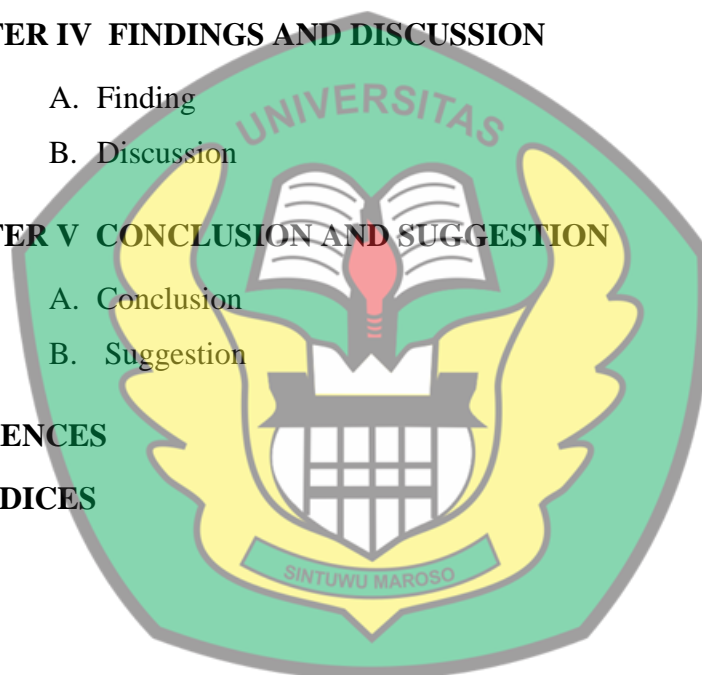 TER IV FINDINGS AND DISCUSSION
A. Finding
UNIVERSITAS
B. Discussion
TER V CONCLUSION AND SUGGESTION
A. Conclusion
B. Suggestion
ENCES
DICES
SINTUWU MAROSO